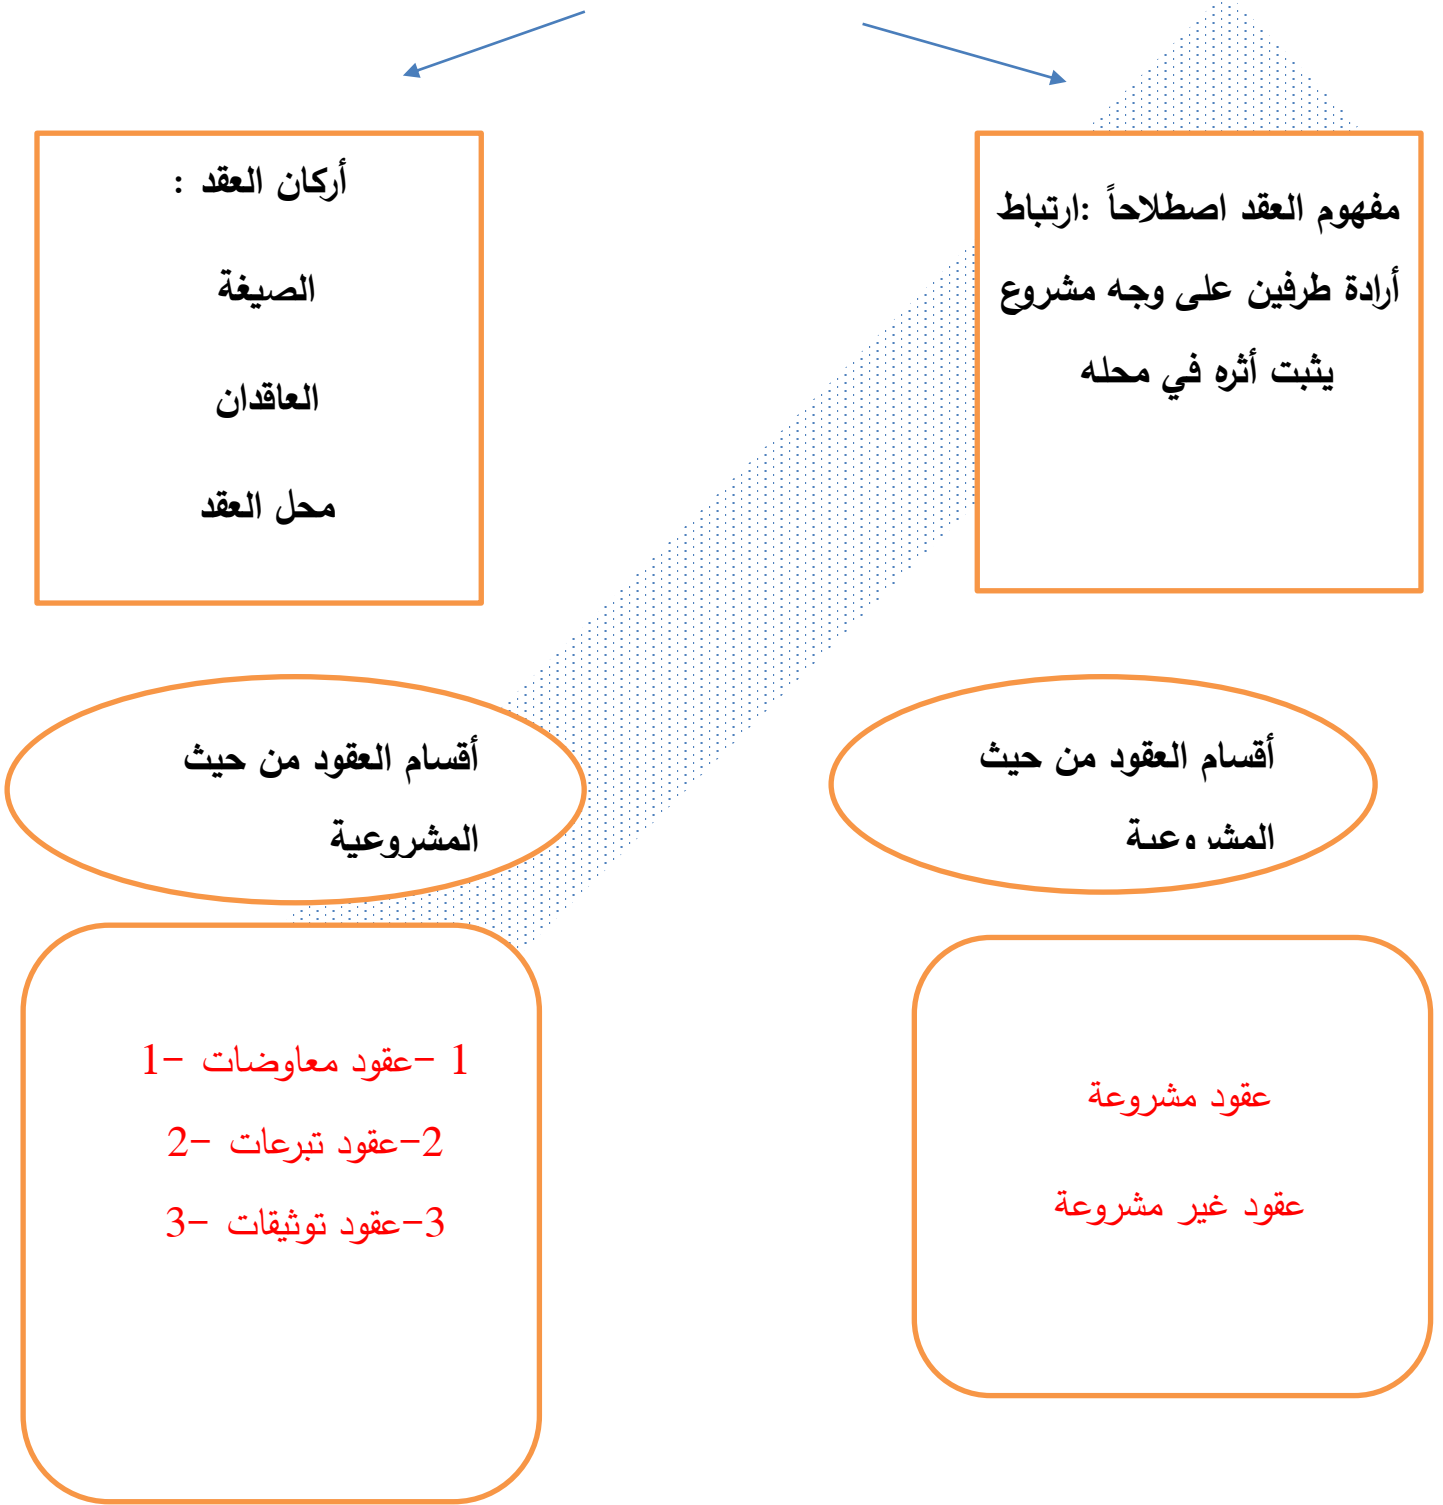 مفهوم العقد اصطلاحاً :ارتباط
أرادة طرفين على وجه مشروع
يثبت أثره في محله
أركان العقد :
الصيغة
العاقدان
محل العقد
أقسام العقود من حيث
المشروعية
أقسام العقود من حيث
المشروعية
عقود مشروعة
عقود غير مشروعة
1 -عقود معاوضات -1
2-عقود تبرعات -2
3-عقود توثيقات -3